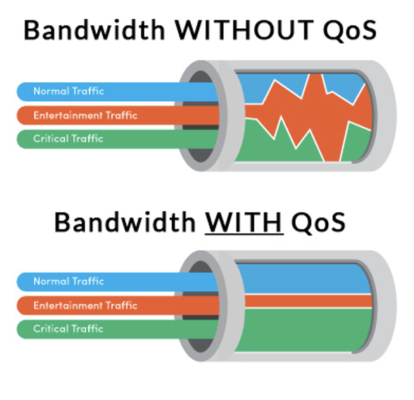 Bandwidth WITHOUT QoS
Normal Traffic
Entertainment Traffic
Critical Traffic
Bandwidth WITH QoS
Normal Traffic
Entertainment Traffic
Critical Traffic